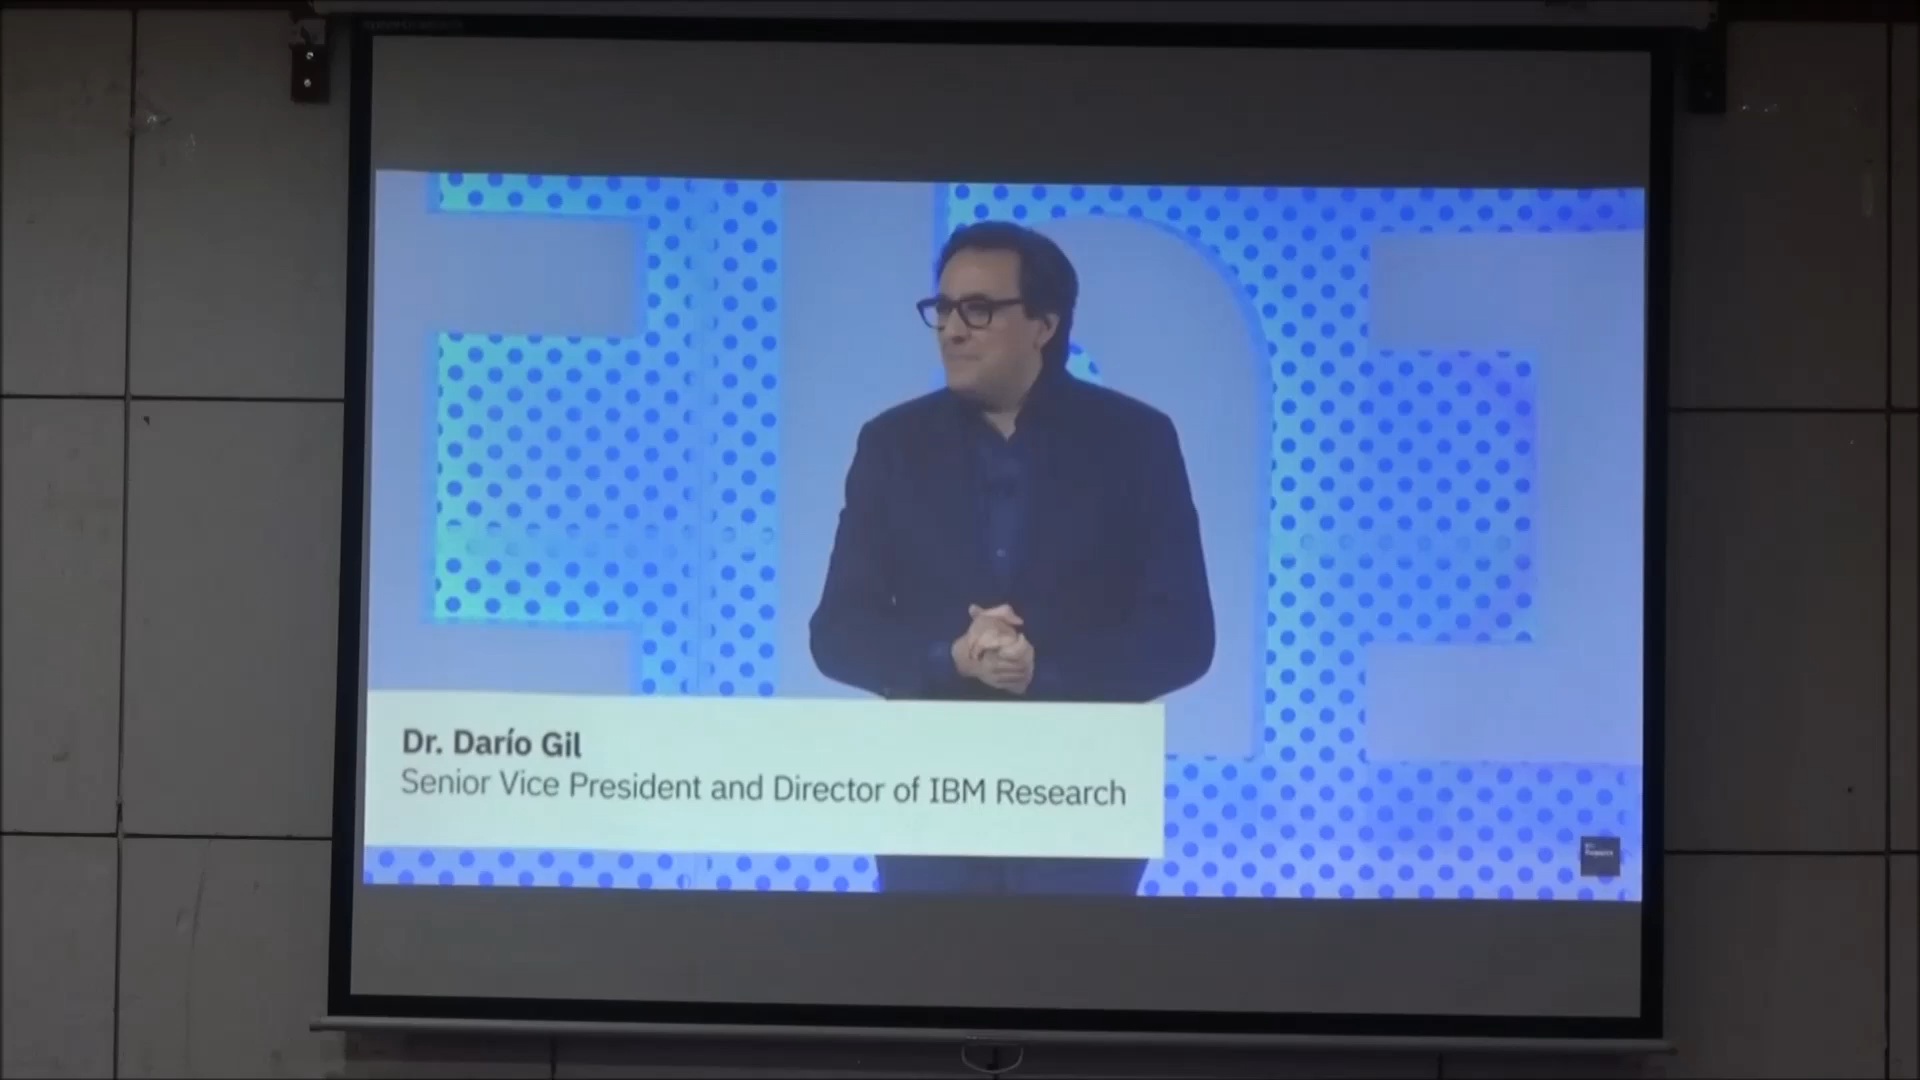 Dr. Darío Gil
Senior Vice President and Director of IBM Research